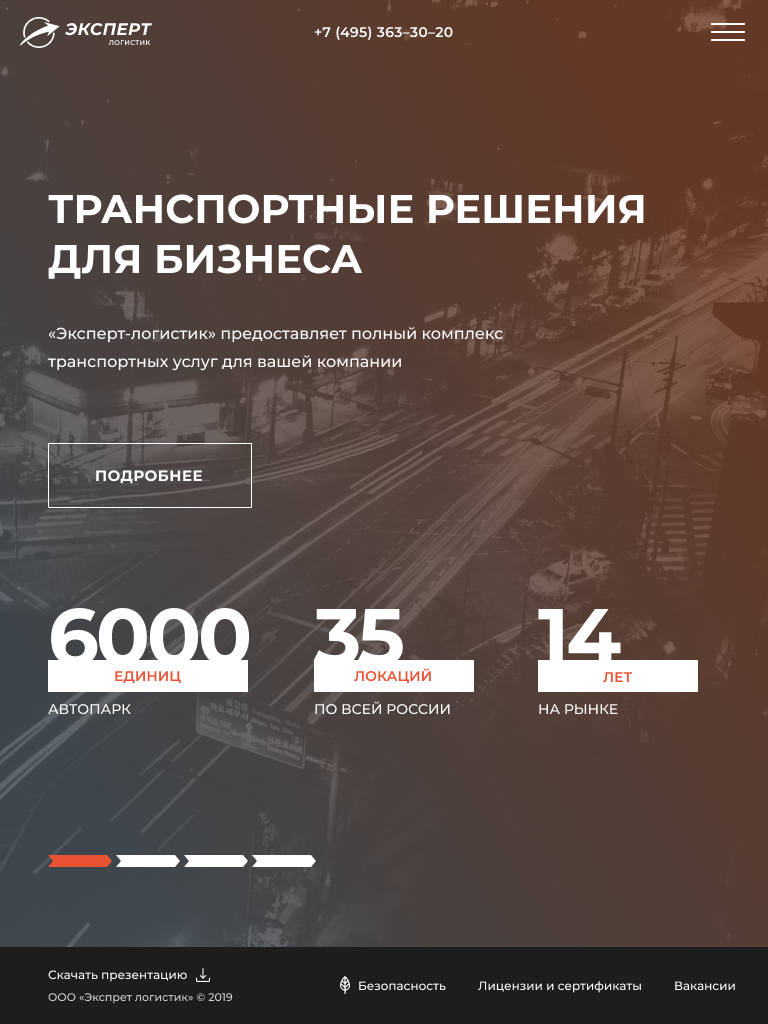 ЭКСПЕРТ
ЛОГИСТИК
+7 (495) 363–30–20
ТРАНСПОРТНЫЕ РЕШЕНИЯ
ДЛЯ БИЗНЕСА
«Эксперт-логистик» предоставляет полный комплекс
транспортных услуг для вашей компании
ПОДРОБНЕЕ
6000
ЕДИНИЦ
АВТОПАРК
35
ЛОКАЦИЙ
ПО ВСЕЙ РОССИИ
14
ЛЕТ
НА РЫНКЕ
Скачать презентацию
ООО «Экспрет логистик» © 2019
Безопасность
Лицензии и сертификаты
Вакансии